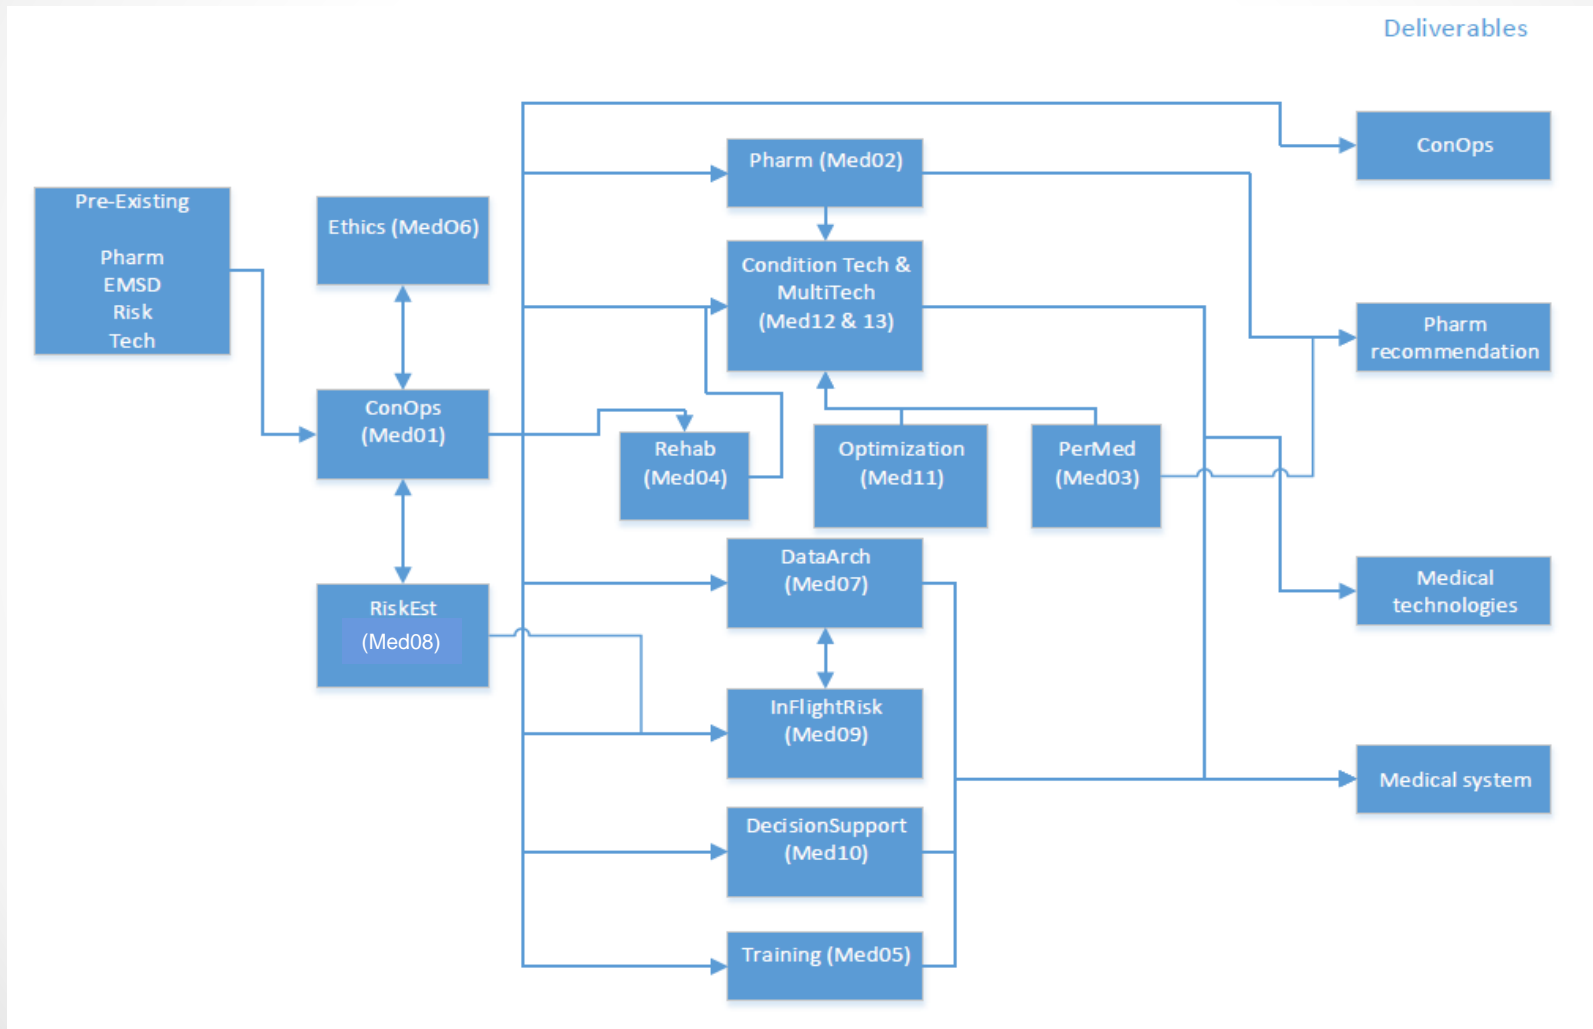 Deliverables
ConOps
Pharm (Med02)
Pre-Existing
Pharm
EMSD
Risk
Tech
Ethics (MedO6)
Condition Tech &
MultiTech
(Med12 & 13)
Pharm
recommendation
ConOps
(Med01)
Rehab
(Med04)
Optimization
(Med11)
PerMed
(Med03)
DataArch
(Med07)
Medical
technologies
RiskEst
(Med08)
InFlightRisk
(Med09)
Medical system
DecisionSupport
(Med10)
Training (Med05)